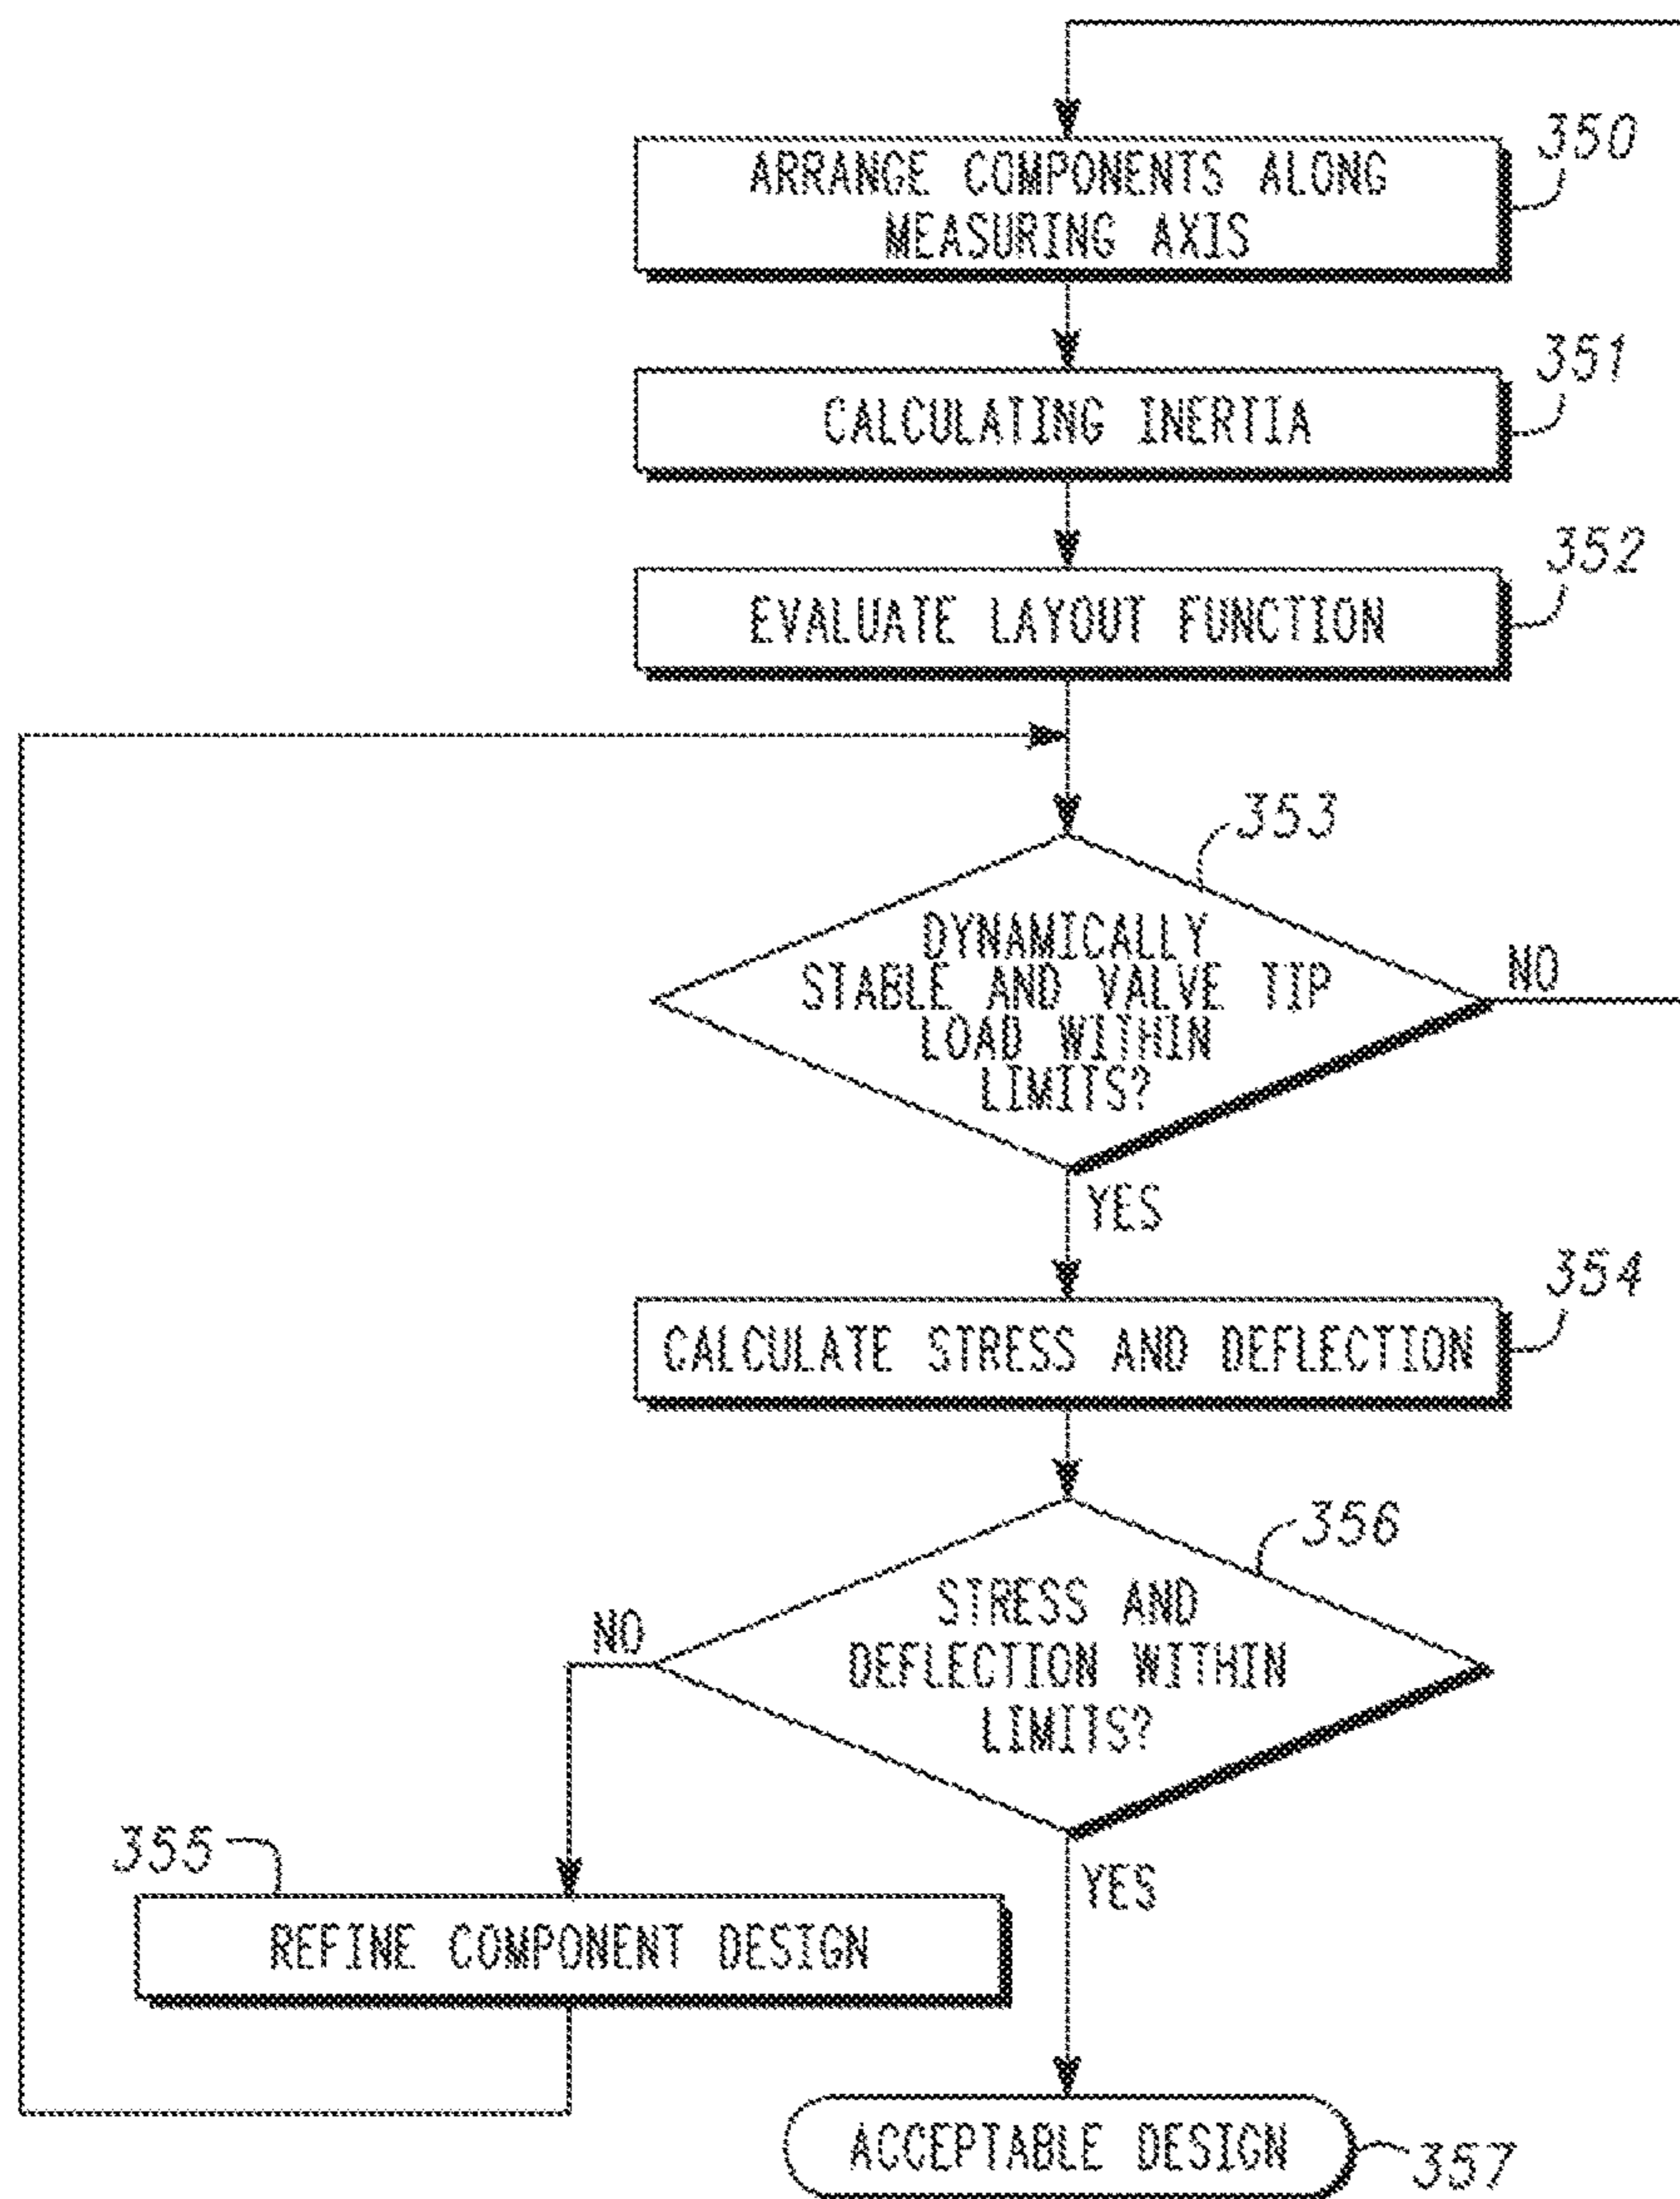 350
ARRANGE COMPONENTS ALONG
MEASURING AXIS
351
CALCULATING INERTIA
352
EVALUATE LAYOUT FUNCTION
353
DYNAMICALLY
STABLE AND VALVE TIP
LOAD WITHIN
LIMITS?
NO
YES
354
CALCULATE STRESS AND DEFLECTION
356
STRESS AND
DEFLECTION WITHIN
LIMITS?
NO
YES
355
REFINE COMPONENT DESIGN
ACCEPTABLE DESIGN
357